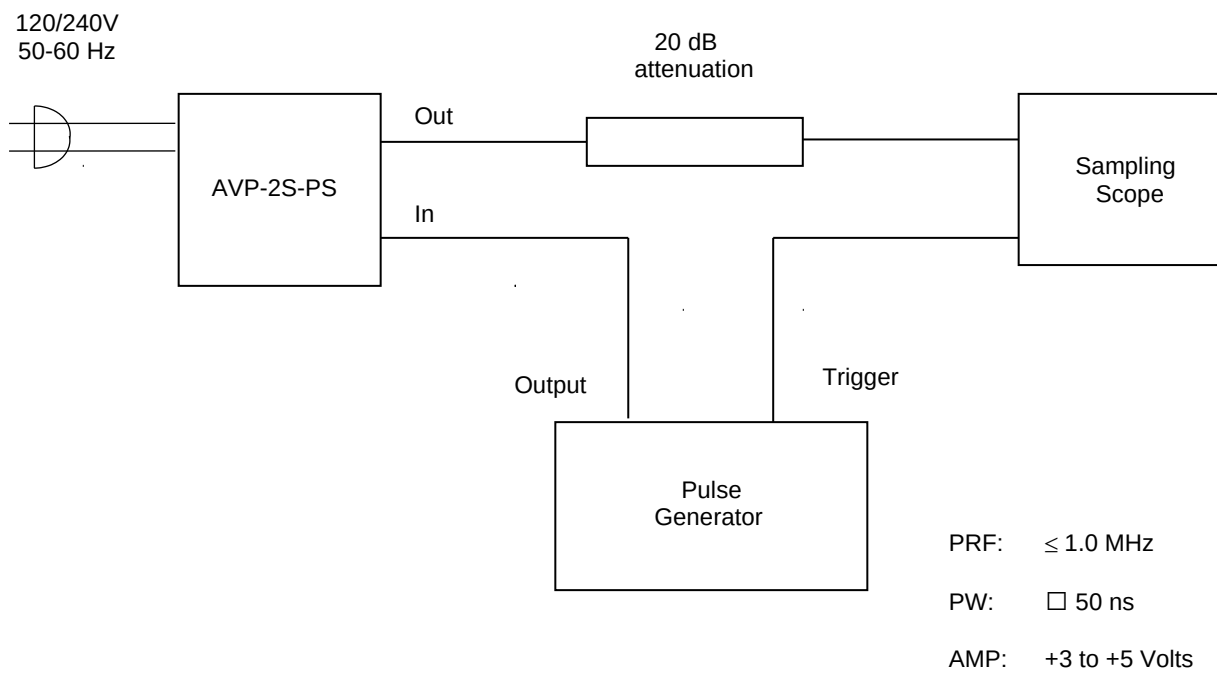 120/240V
50-60 Hz
20 dB
attenuation
Out
AVP-2S-PS
In
Sampling
Scope
Output
Trigger
Pulse
Generator
PRF: ≤ 1.0 MHz
PW: □ 50 ns
AMP: +3 to +5 Volts